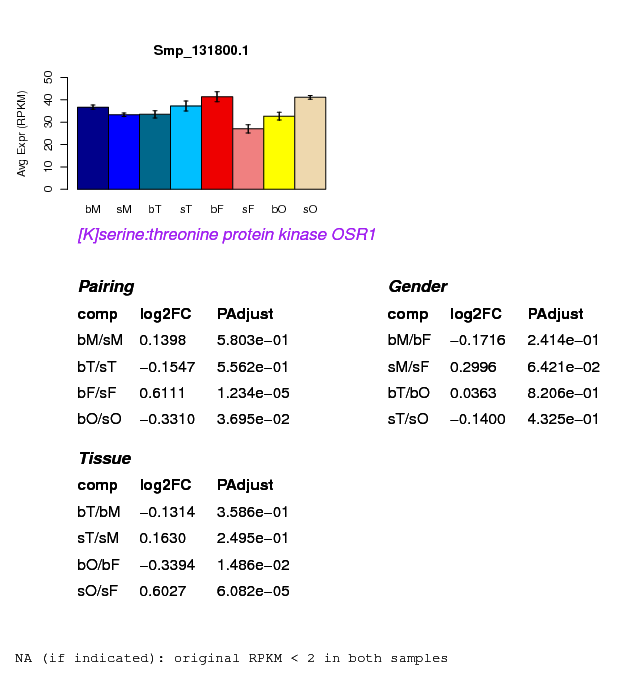 Smp_131800.1
Avg Expr (RPKM)
0 10 20 30 40 50
bM sM bT sT bF sF bO sO
[K]serine:threonine protein kinase OSR1
Pairing
comp log2FC PAdjust
bM/sM 0.1398 5.803e−01
bT/sT −0.1547 5.562e−01
bF/sF 0.6111 1.234e−05
bO/sO −0.3310 3.695e−02
Gender
comp log2FC PAdjust
bM/bF −0.1716 2.414e−01
sM/sF 0.2996 6.421e−02
bT/bO 0.0363 8.206e−01
sT/sO −0.1400 4.325e−01
Tissue
comp log2FC PAdjust
bT/bM −0.1314 3.586e−01
sT/sM 0.1630 2.495e−01
bO/bF −0.3394 1.486e−02
sO/sF 0.6027 6.082e−05
NA (if indicated): original RPKM < 2 in both samples